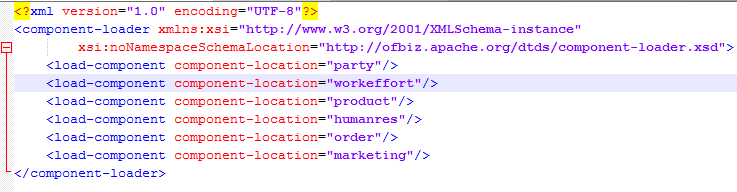 <?xml version="1.0" encoding="UTF-8"?>
<component-loader xmlns:xsi="http://www.w3.org/2001/XMLSchema-instance"
        xsi:noNamespaceSchemaLocation="http://ofbiz.apache.org/dtds/component-loader.xsd">
    <load-component component-location="party"/>
    <load-component component-location="workeffort"/>
    <load-component component-location="product"/>
    <load-component component-location="humanres"/>
    <load-component component-location="order"/>
    <load-component component-location="marketing"/>
</component-loader>